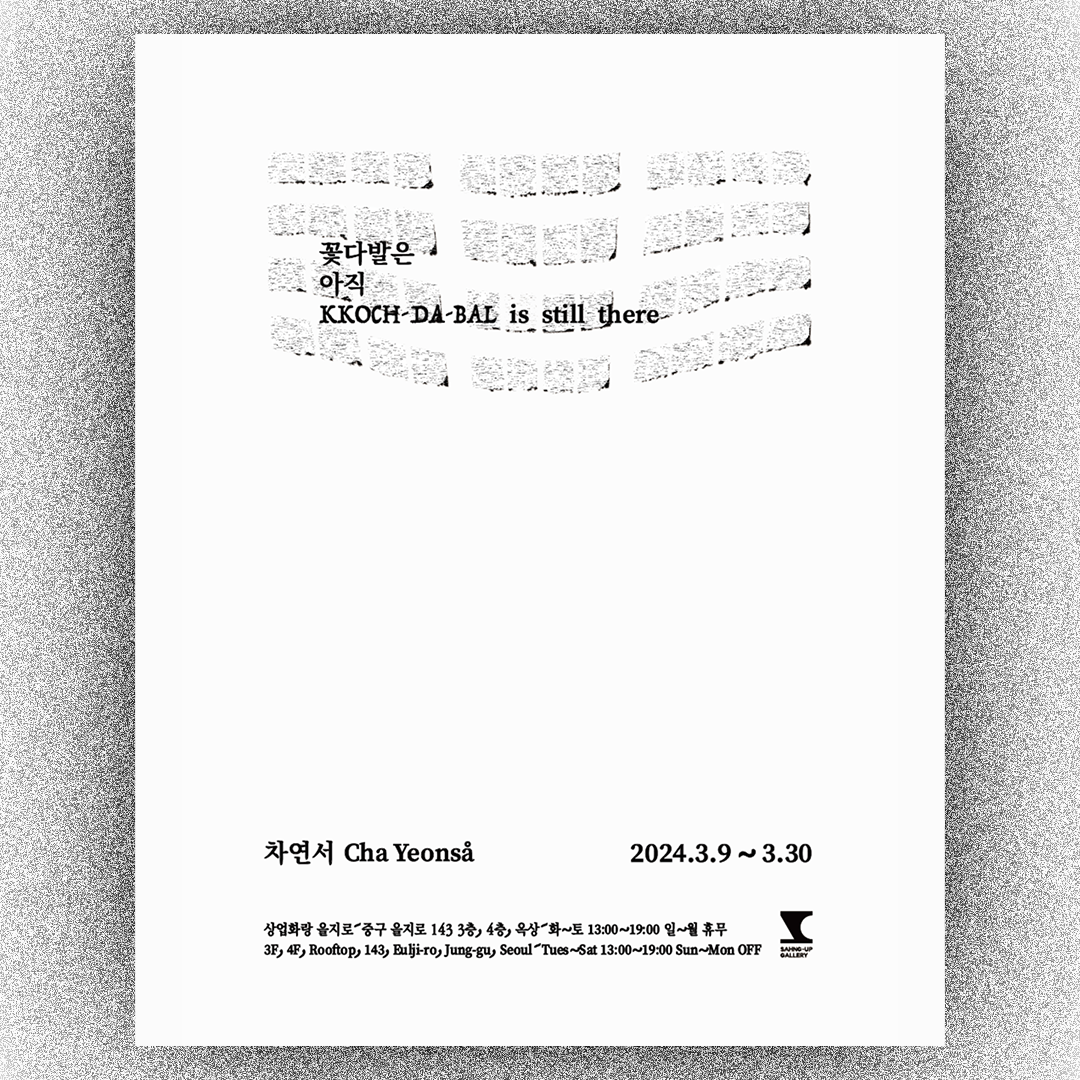 꽃다발은
아직
KKOCH-DA-BAL is still there
차연서 Cha Yeonså
2024.3.9 ~ 3.30
상업화랑 을지로~중구 을지로 143 3층, 4층, 옥상~화~토 13:00~19:00 일~월 휴무
3F, 4F, Rooftop, 143, Eulji-ro, Jung-gu, Seoul~Tues~Sat 13:00~19:00 Sun~Mon OFF
SAHNG-UP
GALLERY